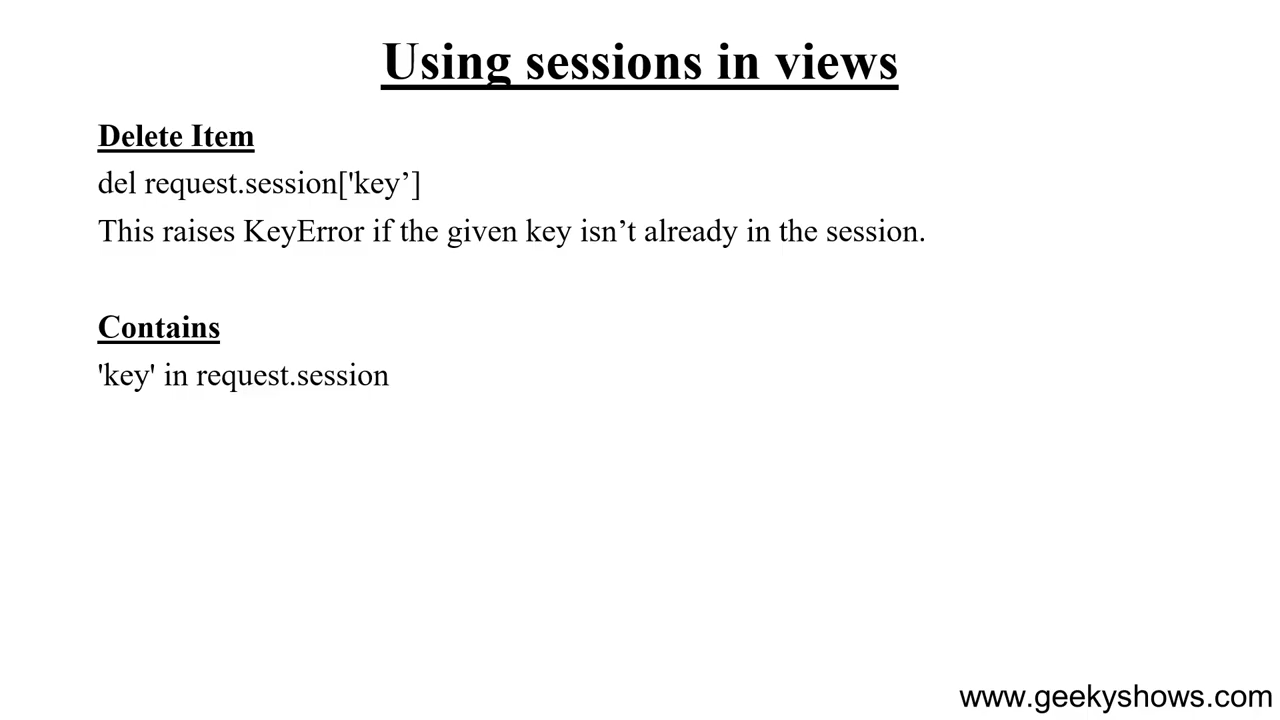 Using sessions in views
Delete Item
del request.session['key’]
This raises KeyError if the given key isn’t already in the session.
Contains
'key' in request.session
www.geekyshows.com